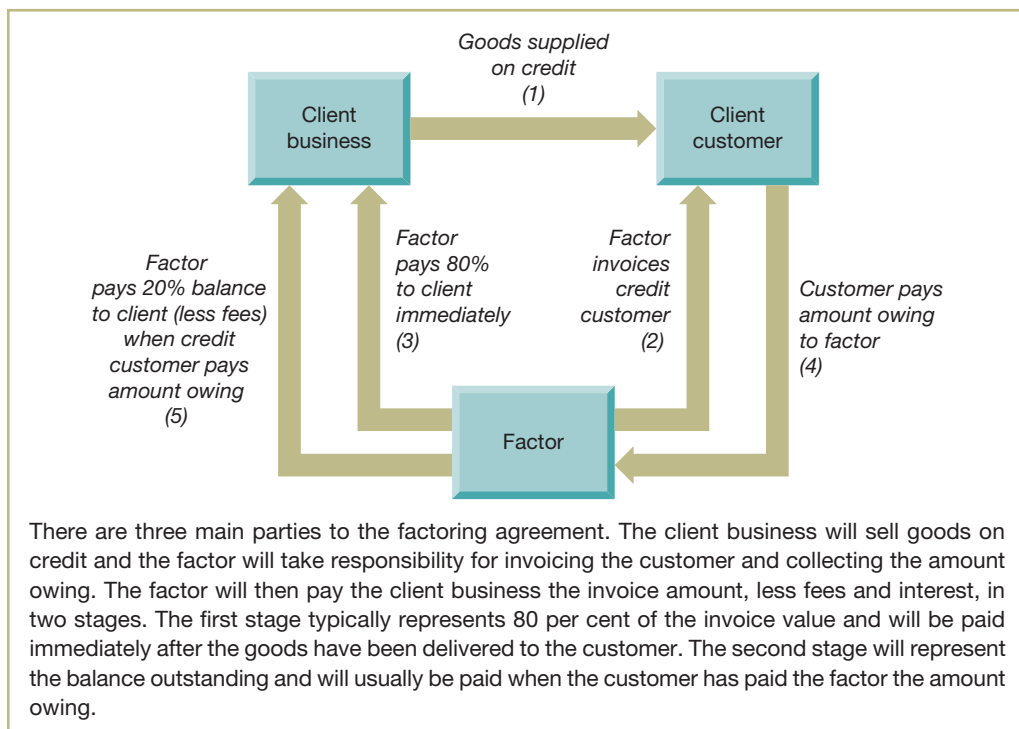 Goods supplied
on credit
(1)
Client
business
Client
customer
Factor
pays 20% balance
to client (less fees)
when credit
customer pays
amount owing
(5)
Factor
pays 80%
to client
immediately
(3)
Factor
invoices
credit
customer
(2)
Customer pays
amount owing
to factor
(4)
Factor
There are three main parties to the factoring agreement. The client business will sell goods on
credit and the factor will take responsibility for invoicing the customer and collecting the amount
owing. The factor will then pay the client business the invoice amount, less fees and interest, in
two stages. The first stage typically represents 80 per cent of the invoice value and will be paid
immediately after the goods have been delivered to the customer. The second stage will represent
the balance outstanding and will usually be paid when the customer has paid the factor the amount
owing.